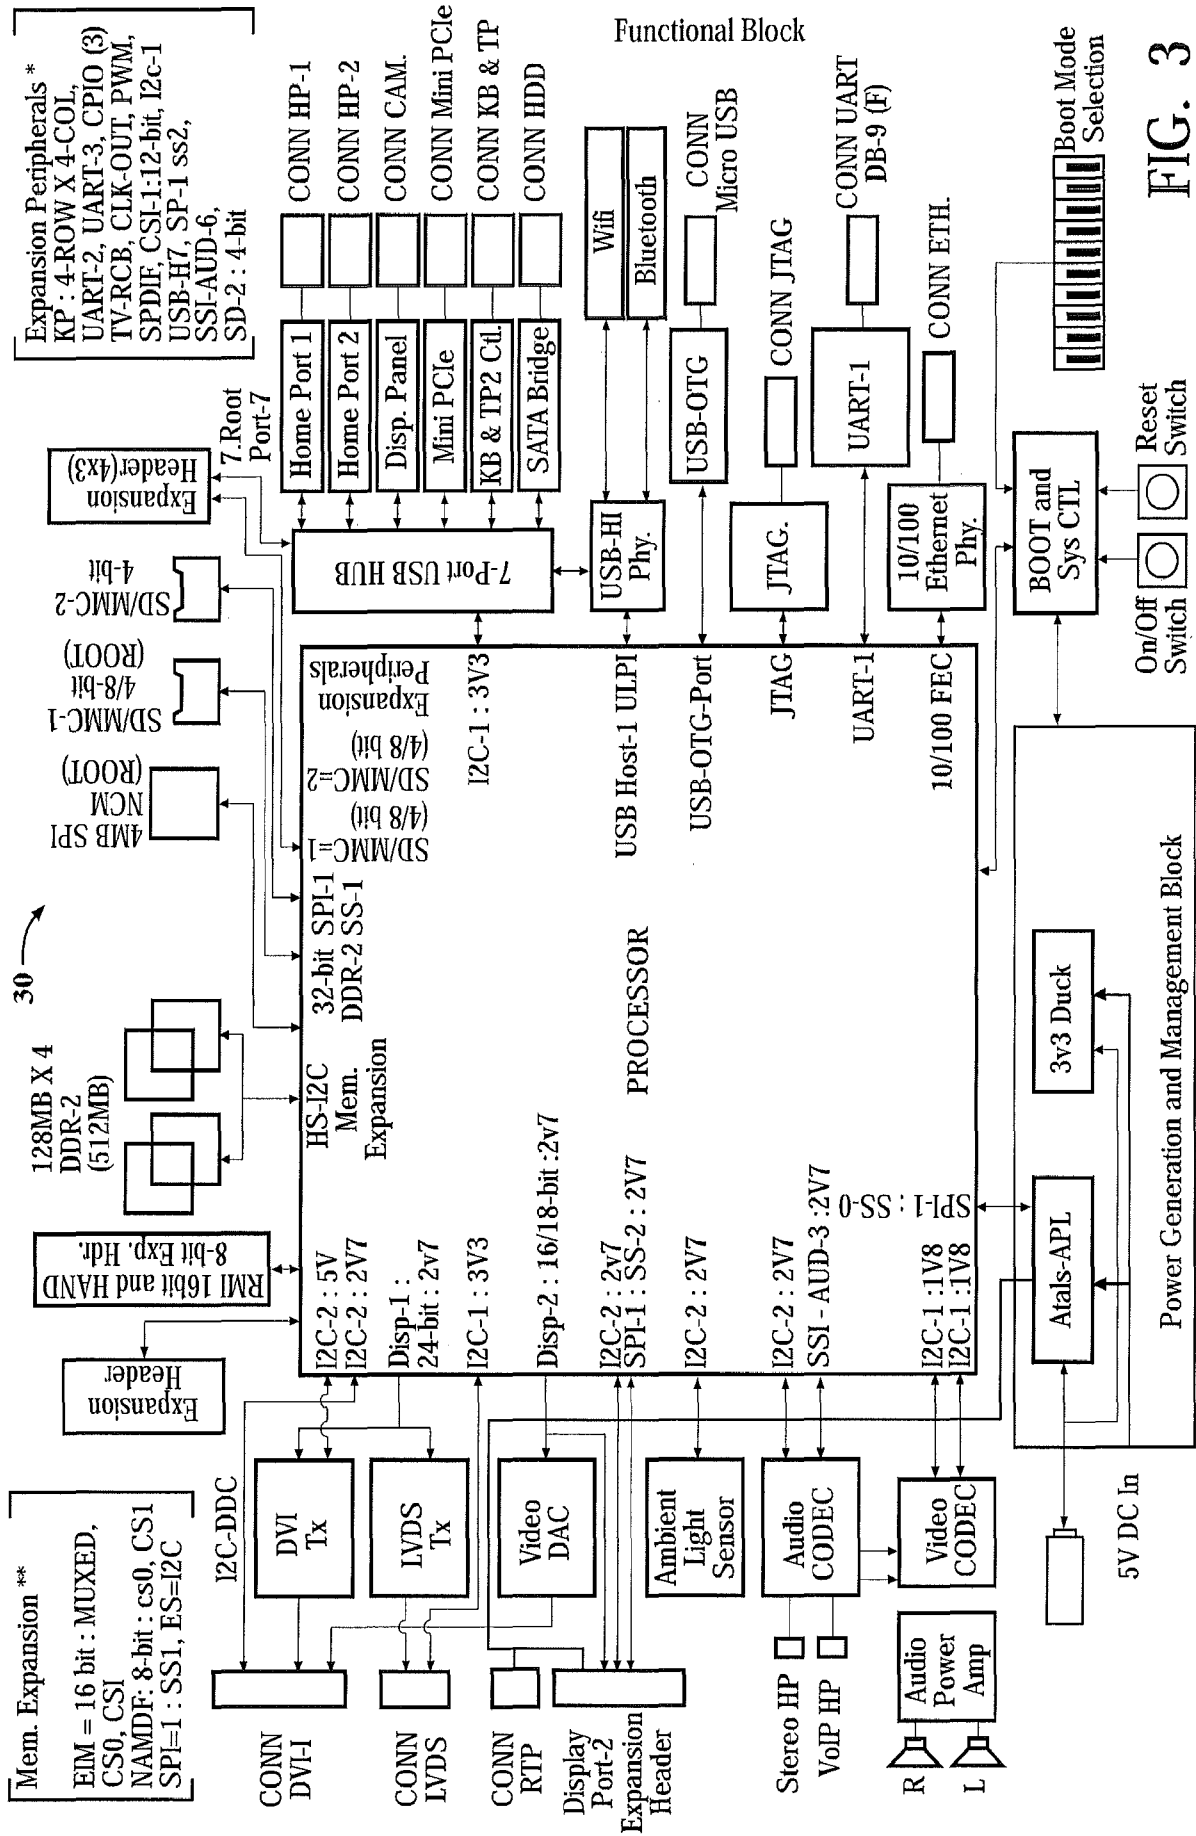 Mem. Expansion **
EIM = 16 bit : MUXED,
CS0, CSI
NAMDF: 8-bit : cs0, CS1
SPI=1 : SS1, ES=I2C
Expansion
Header
RMI 16bit and HAND
8-bit Exp. Hdr.
128MB X 4
DDR-2
(512MB)
30
4MB SPI
NCM
(ROOT)
SD/MMC-1
4/8-bit
(ROOT)
SD/MMC-2
4-bit
Expansion
Header(4x3)
7.Root
Port-7
Expansion Peripherals *
KP : 4-ROW X 4-COL,
UART-2, UART-3, CPIO (3)
TV-RCB, CLK-OUT, PWM,
SPDIF, CSI-1:12-bit, I2c-1
USB-H7, SP-1 ss2,
SSI-AUD-6,
SD-2 : 4-bit
I2C-DDC
CONN
DVI-I
DVI
Tx
CONN
LVDS
LVDS
Tx
CONN
RTP
Video
DAC
Display
Port-2
Expansion
Header
Ambient
Light
Sensor
Stereo HP
VoIP HP
Audio
CODEC
Video
CODEC
R
L
Audio
Power
Amp
I2C-2 : 5V
I2C-2 : 2V7
Disp-1 :
24-bit : 2v7
I2C-1 : 3V3
Disp-2 : 16/18-bit :2v7
I2C-2 : 2v7
SPI-1 : SS-2 : 2V7
I2C-2 : 2V7
I2C-2 : 2V7
SSI - AUD-3 :2V7
I2C-1 :1V8
I2C-1 :1V8
SPI-1 : SS-0
HS-I2C
Mem.
Expansion
32-bit SPI-1
DDR-2 SS-1
SD/MMC=1
(4/8 bit)
SD/MMC=2
(4/8 bit)
Expansion
Peripherals
PROCESSOR
I2C-1 : 3V3
USB Host-1 ULPI
USB-OTG-Port
JTAG
UART-1
10/100 FEC
7-Port USB HUB
Home Port 1
CONN HP-1
Home Port 2
CONN HP-2
Disp. Panel
CONN CAM.
Mini PCIe
CONN Mini PCIe
KB & TP2 Ctl.
CONN KB & TP
SATA Bridge
CONN HDD
USB-HI
Phy.
Wifi
Bluetooth
Functional Block
USB-OTG
CONN
Micro USB
JTAG.
CONN JTAG
UART-1
CONN UART
DB-9 (F)
10/100
Ethernet
Phy.
CONN ETH.
BOOT and
Sys CTL
Boot Mode
Selection
On/Off
Switch
Reset
Switch
5V DC In
Atals-APL
3v3 Duck
Power Generation and Management Block
FIG. 3